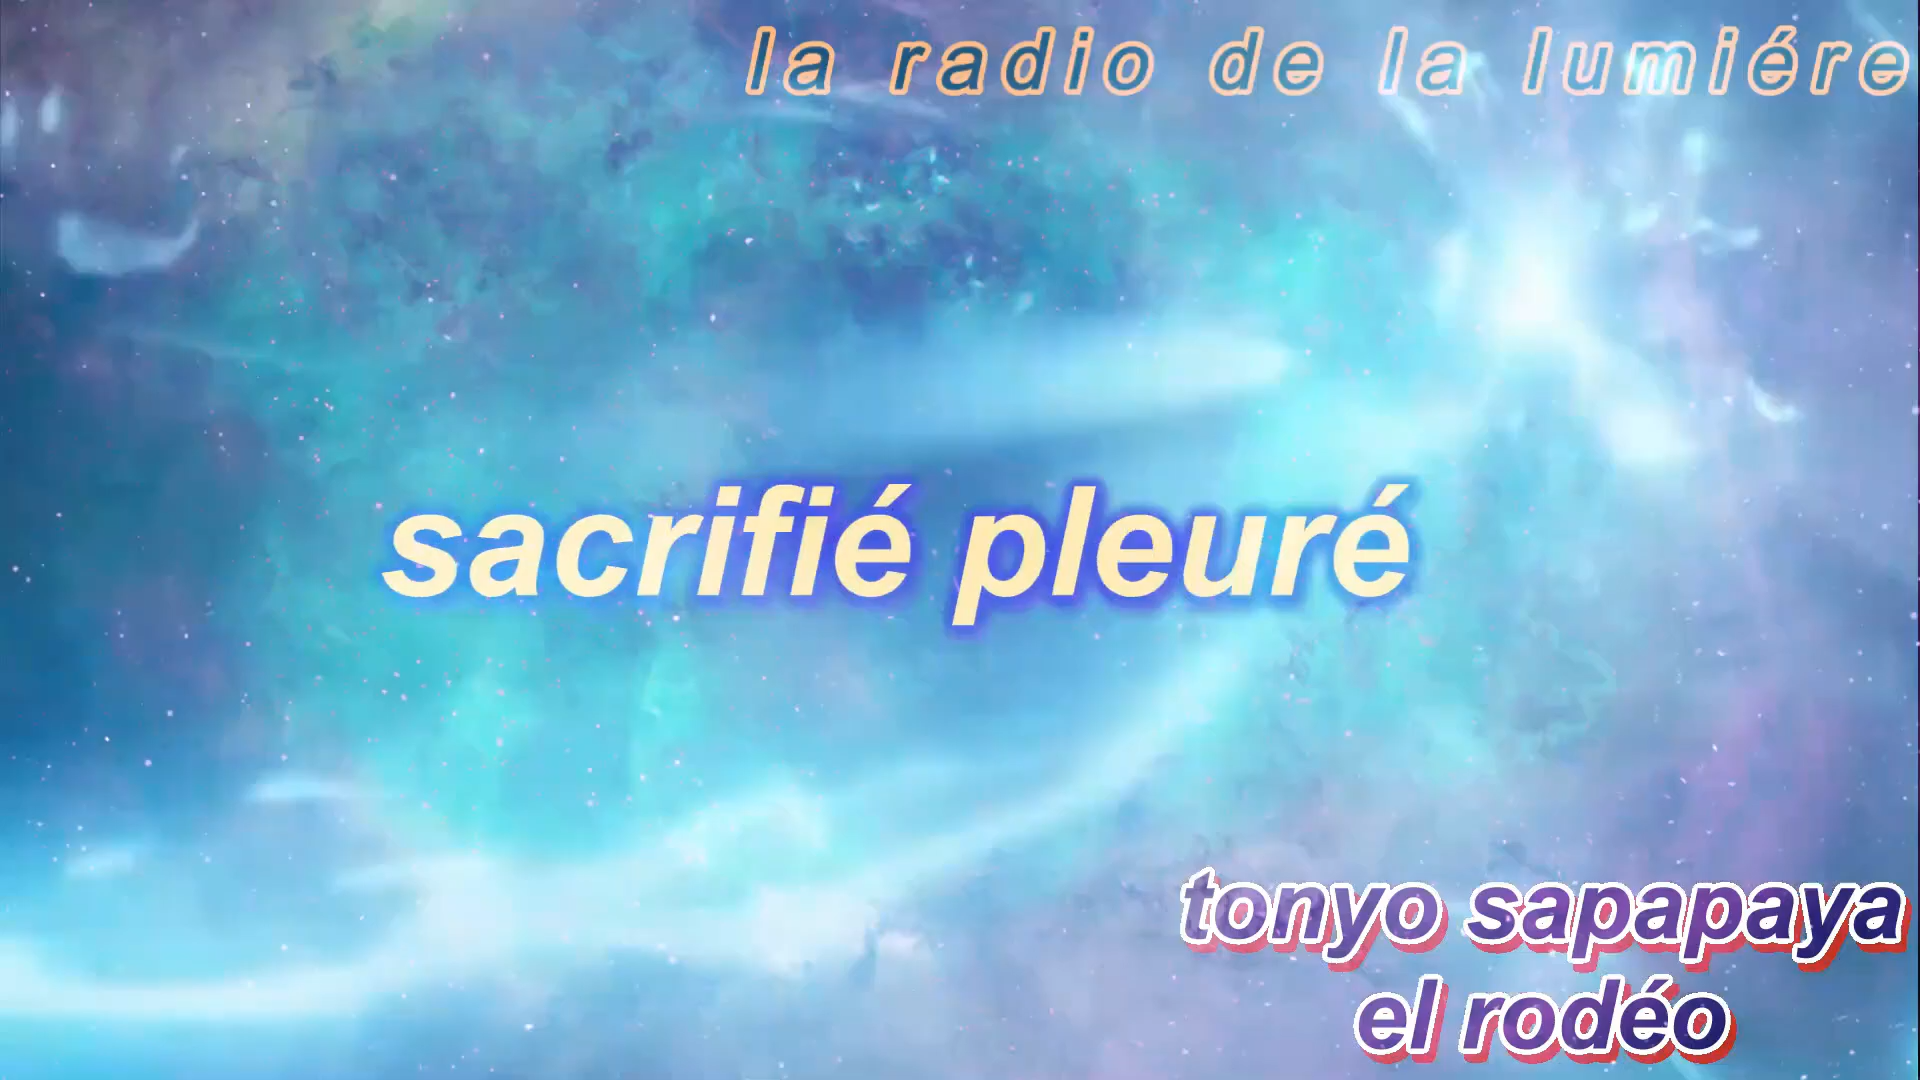 la radio de la lumiére
sacrifié pleuré
tonyo sapapaya
el rodéo